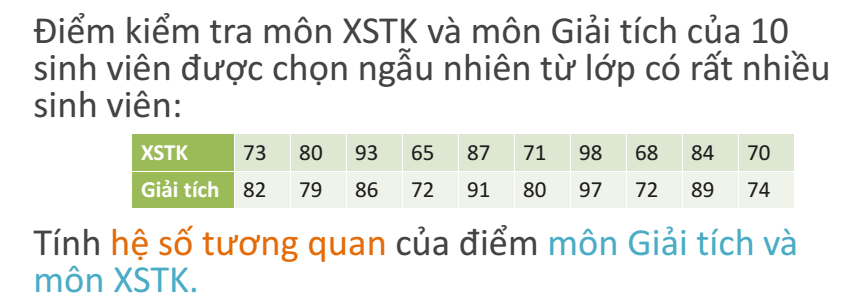 Điểm kiểm tra môn XSTK và môn Giải tích của 10
sinh viên được chọn ngẫu nhiên từ lớp có rất nhiều
sinh viên:
XSTK 73 80 93 65 87 71 98 68 84 70
Giải tích 82 79 86 72 91 80 97 72 89 74
Tính hệ số tương quan của điểm môn Giải tích và
môn XSTK.